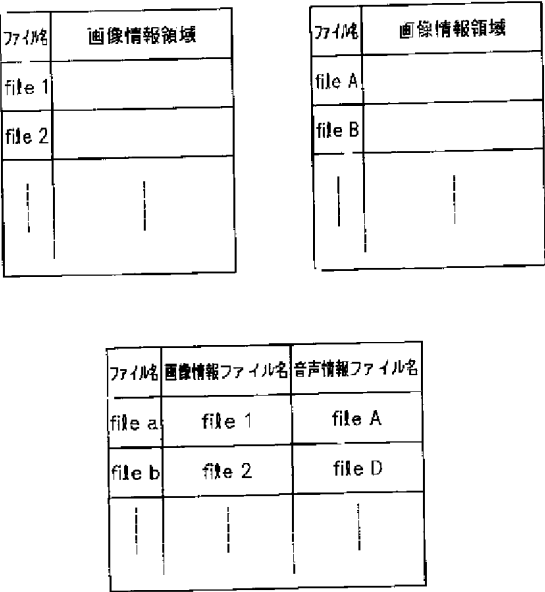 ファイル名 画像情報領域
file 1
file 2
ファイル名 画像情報領域
file A
file B
ファイル名 画像情報ファイル名 音声情報ファイル名
file a file 1 file A
file b file 2 file D